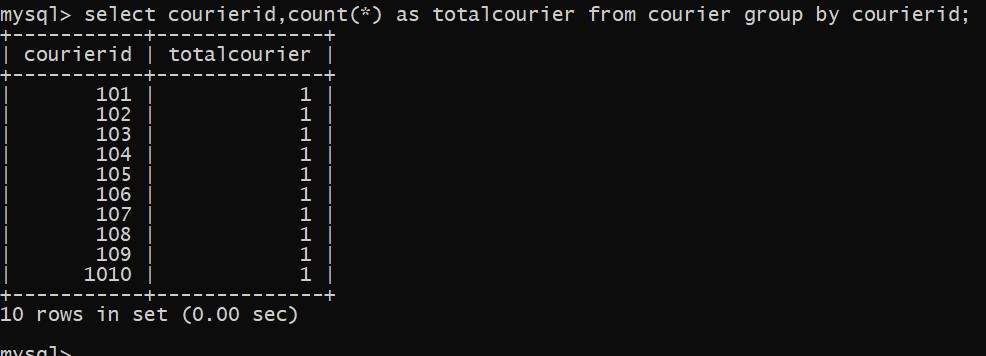 mysql> select courierid,count(*) as totalcourier from courier group by courierid;
+-----------+--------------+
| courierid | totalcourier |
+-----------+--------------+
|       101 |            1 |
|       102 |            1 |
|       103 |            1 |
|       104 |            1 |
|       105 |            1 |
|       106 |            1 |
|       107 |            1 |
|       108 |            1 |
|       109 |            1 |
|      1010 |            1 |
+-----------+--------------+
10 rows in set (0.00 sec)
mysql>